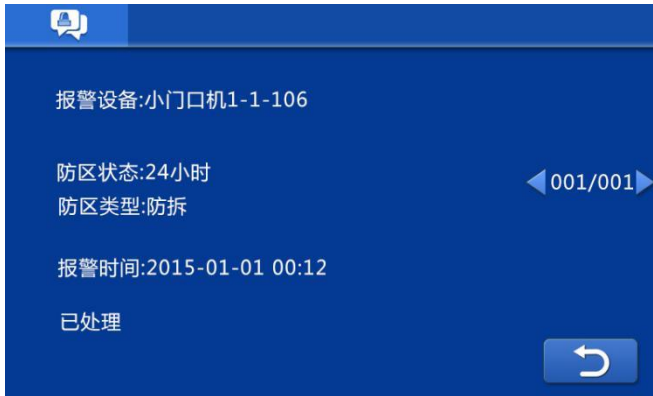 报警设备:小门口机1-1-106
防区状态:24小时
001/001
防区类型:防拆
报警时间:2015-01-01 00:12
已处理